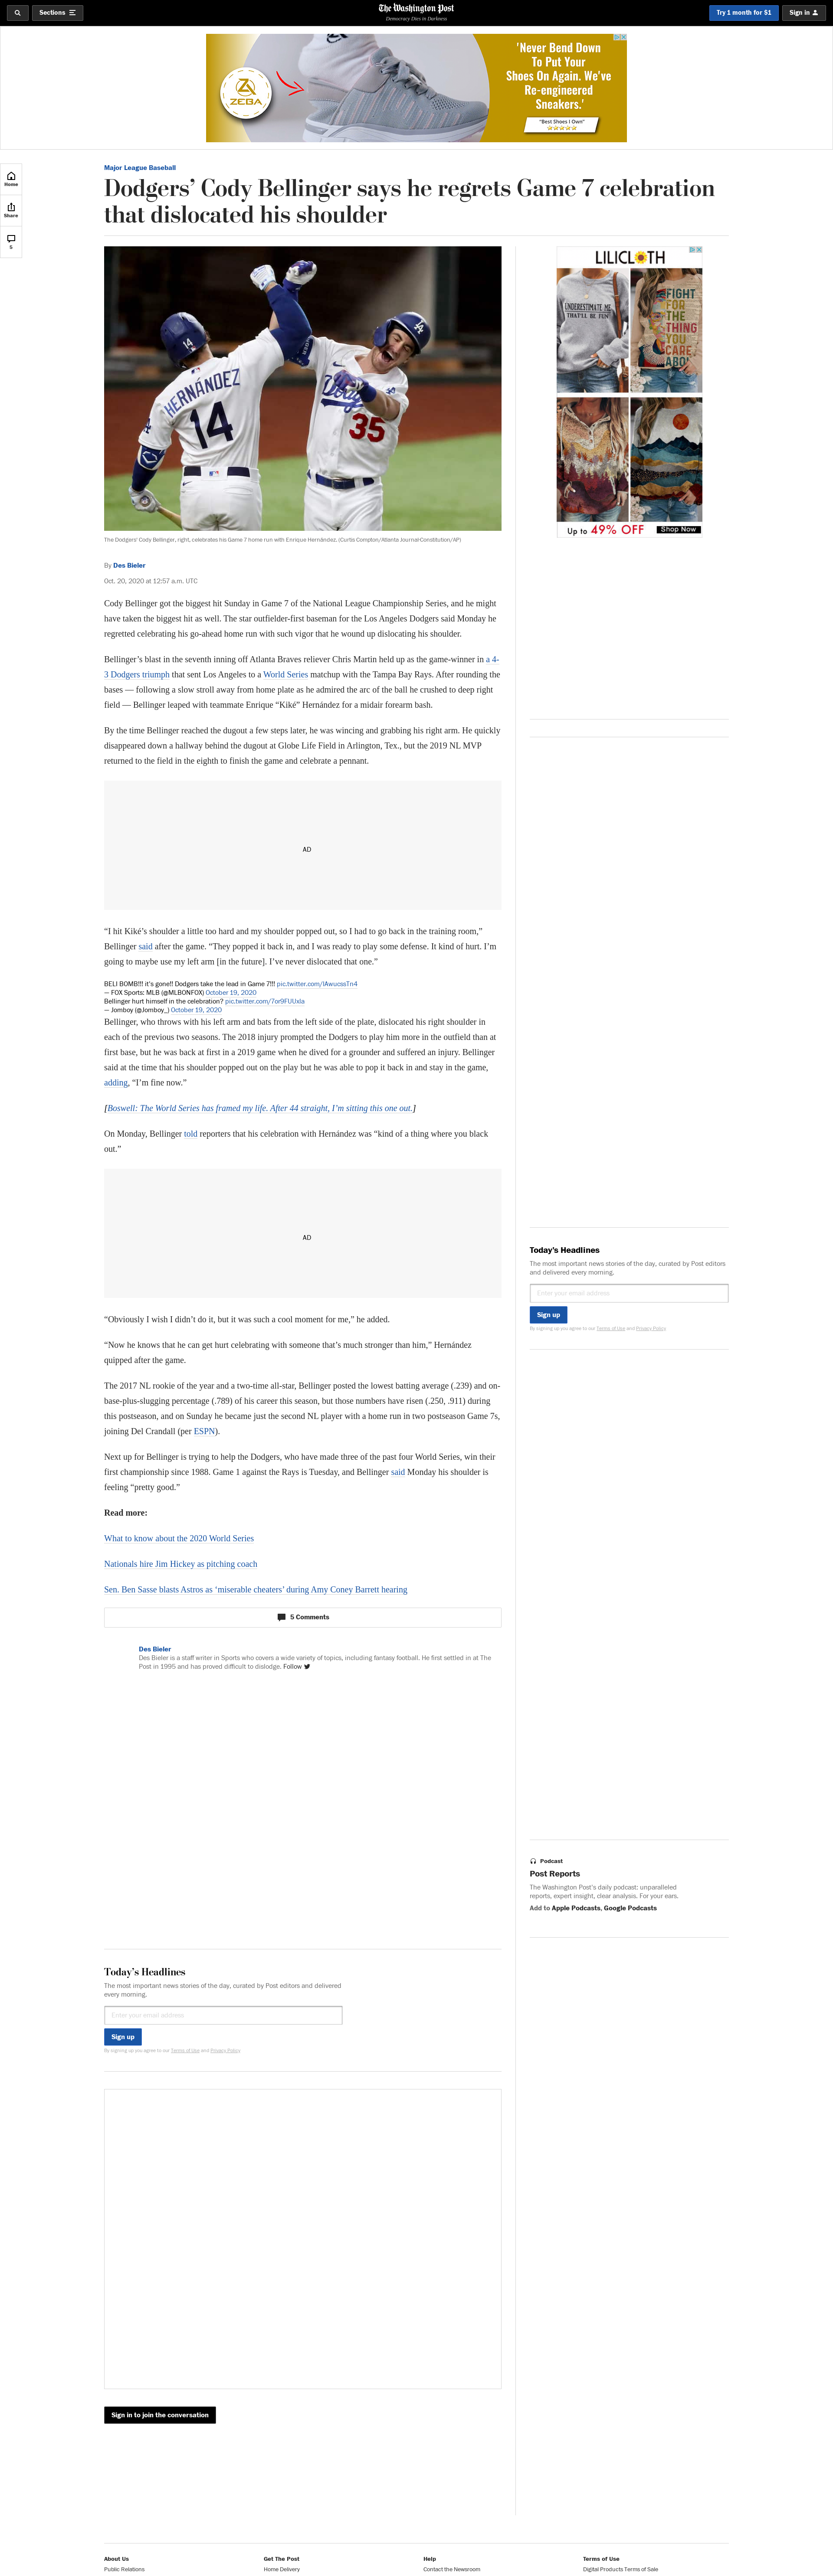 Sections
The Washington Post
Democracy Dies in Darkness
Try 1 month for $1
Sign in
ZEBA
'Never Bend Down
To Put Your
Shoes On Again. We've
Re-engineered
Sneakers.'
"Best Shoes I Own"
Home
Share
5
Major League Baseball
Dodgers’ Cody Bellinger says he regrets Game 7 celebration
that dislocated his shoulder
HERNÁNDEZ
14
Dodgers
35
LILICLOTH
UNDERESTIMATE ME
THAT'LL BE FUN
FIGHT
FOR
THE
THING
YOU
CARE
ABOUT
Up to 49% OFF
Shop Now
The Dodgers' Cody Bellinger, right, celebrates his Game 7 home run with Enrique Hernández. (Curtis Compton/Atlanta Journal-Constitution/AP)
By Des Bieler
Oct. 20, 2020 at 12:57 a.m. UTC
Cody Bellinger got the biggest hit Sunday in Game 7 of the National League Championship Series, and he might
have taken the biggest hit as well. The star outfielder-first baseman for the Los Angeles Dodgers said Monday he
regretted celebrating his go-ahead home run with such vigor that he wound up dislocating his shoulder.
Bellinger’s blast in the seventh inning off Atlanta Braves reliever Chris Martin held up as the game-winner in a 4-
3 Dodgers triumph that sent Los Angeles to a World Series matchup with the Tampa Bay Rays. After rounding the
bases — following a slow stroll away from home plate as he admired the arc of the ball he crushed to deep right
field — Bellinger leaped with teammate Enrique “Kiké” Hernández for a midair forearm bash.
By the time Bellinger reached the dugout a few steps later, he was wincing and grabbing his right arm. He quickly
disappeared down a hallway behind the dugout at Globe Life Field in Arlington, Tex., but the 2019 NL MVP
returned to the field in the eighth to finish the game and celebrate a pennant.
AD
“I hit Kiké’s shoulder a little too hard and my shoulder popped out, so I had to go back in the training room,”
Bellinger said after the game. “They popped it back in, and I was ready to play some defense. It kind of hurt. I’m
going to maybe use my left arm [in the future]. I’ve never dislocated that one.”
BELI BOMB!!! it's gone!! Dodgers take the lead in Game 7!!! pic.twitter.com/lAwucssTn4
— FOX Sports: MLB (@MLBONFOX) October 19, 2020
Bellinger hurt himself in the celebration? pic.twitter.com/7or9FUUxla
— Jomboy (@Jomboy_) October 19, 2020
Bellinger, who throws with his left arm and bats from the left side of the plate, dislocated his right shoulder in
each of the previous two seasons. The 2018 injury prompted the Dodgers to play him more in the outfield than at
first base, but he was back at first in a 2019 game when he dived for a grounder and suffered an injury. Bellinger
said at the time that his shoulder popped out on the play but he was able to pop it back in and stay in the game,
adding, “I’m fine now.”
[Boswell: The World Series has framed my life. After 44 straight, I’m sitting this one out.]
On Monday, Bellinger told reporters that his celebration with Hernández was “kind of a thing where you black
out.”
AD
“Obviously I wish I didn’t do it, but it was such a cool moment for me,” he added.
“Now he knows that he can get hurt celebrating with someone that’s much stronger than him,” Hernández
quipped after the game.
The 2017 NL rookie of the year and a two-time all-star, Bellinger posted the lowest batting average (.239) and on-
base-plus-slugging percentage (.789) of his career this season, but those numbers have risen (.250, .911) during
this postseason, and on Sunday he became just the second NL player with a home run in two postseason Game 7s,
joining Del Crandall (per ESPN).
Next up for Bellinger is trying to help the Dodgers, who have made three of the past four World Series, win their
first championship since 1988. Game 1 against the Rays is Tuesday, and Bellinger said Monday his shoulder is
feeling “pretty good.”
Read more:
What to know about the 2020 World Series
Nationals hire Jim Hickey as pitching coach
Sen. Ben Sasse blasts Astros as ‘miserable cheaters’ during Amy Coney Barrett hearing
5 Comments
Des Bieler
Des Bieler is a staff writer in Sports who covers a wide variety of topics, including fantasy football. He first settled in at The
Post in 1995 and has proved difficult to dislodge. Follow
Today’s Headlines
The most important news stories of the day, curated by Post editors
and delivered every morning.
Enter your email address
Sign up
By signing up you agree to our Terms of Use and Privacy Policy
Podcast
Post Reports
The Washington Post's daily podcast: unparalleled
reports, expert insight, clear analysis. For your ears.
Add to Apple Podcasts, Google Podcasts
Today’s Headlines
The most important news stories of the day, curated by Post editors and delivered
every morning.
Enter your email address
Sign up
By signing up you agree to our Terms of Use and Privacy Policy
Sign in to join the conversation
About Us
Get The Post
Help
Terms of Use
Public Relations
Home Delivery
Contact the Newsroom
Digital Products Terms of Sale